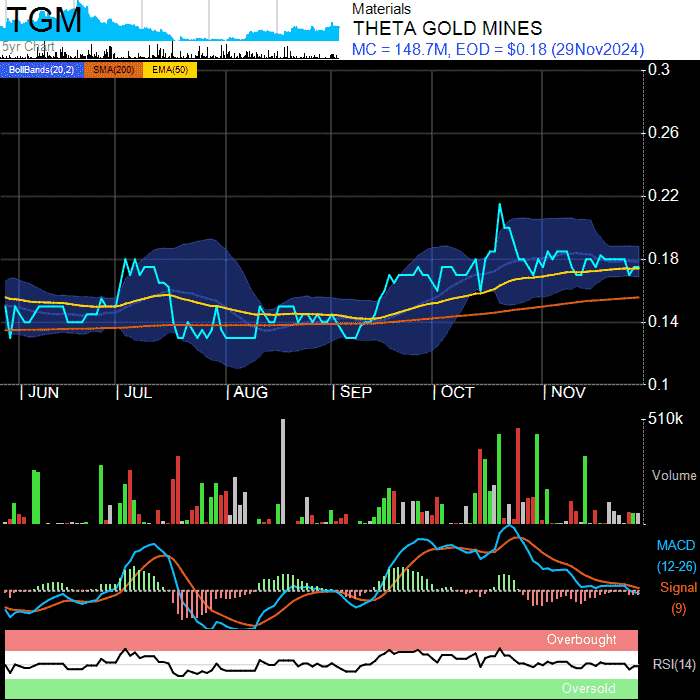 TGM
5yr Chart
Materials
THETA GOLD MINES
MC = 148.7M, EOD = $0.18 (29Nov2024)
BollBands(20,2) SMA(200) EMA(50)
0.3
0.26
0.22
0.18
0.14
0.1
JUN JUL AUG SEP OCT NOV
510k
Volume
MACD
(12-26)
Signal
(9)
Overbought
RSI(14)
Oversold